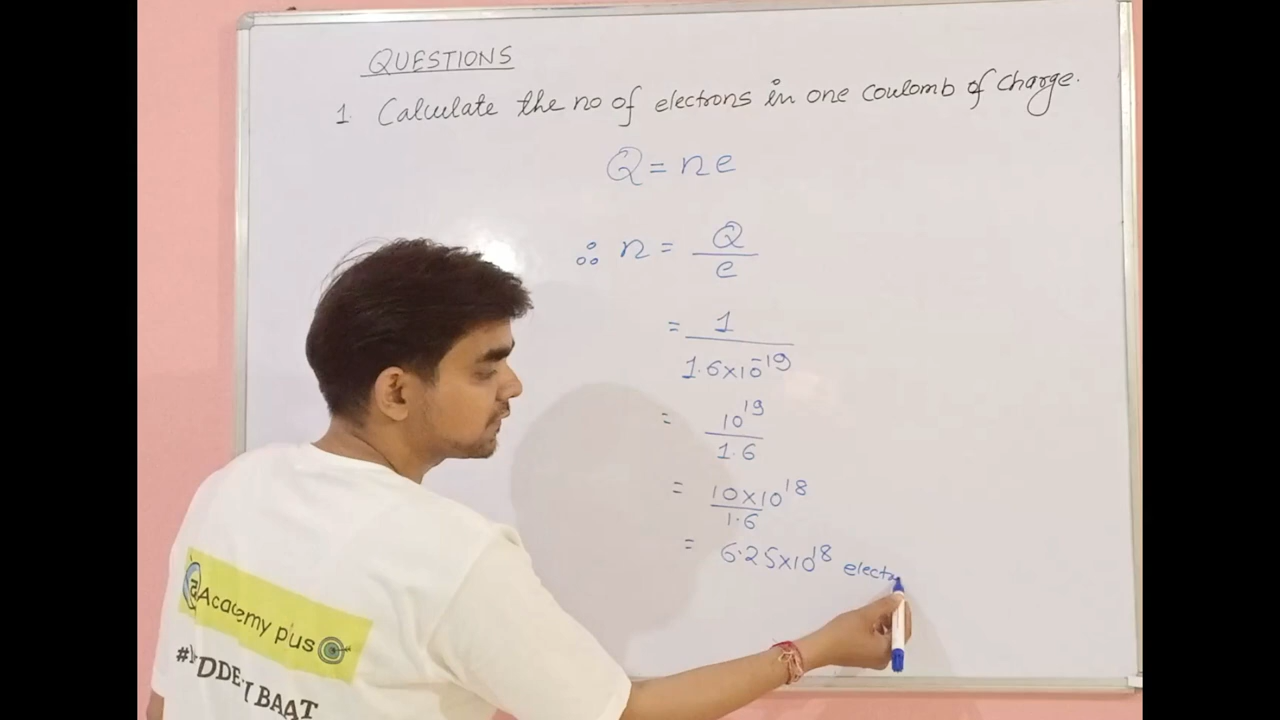 QUESTIONS
1. Calculate the no of electrons in one coulomb of charge.
Q = ne
∴ n = Q/e
= 1/1.6×10⁻¹⁹
= 10¹⁹/1.6
= 10×10¹⁸/1.6
= 6.25×10¹⁸ electr
Academy plus
BAAT